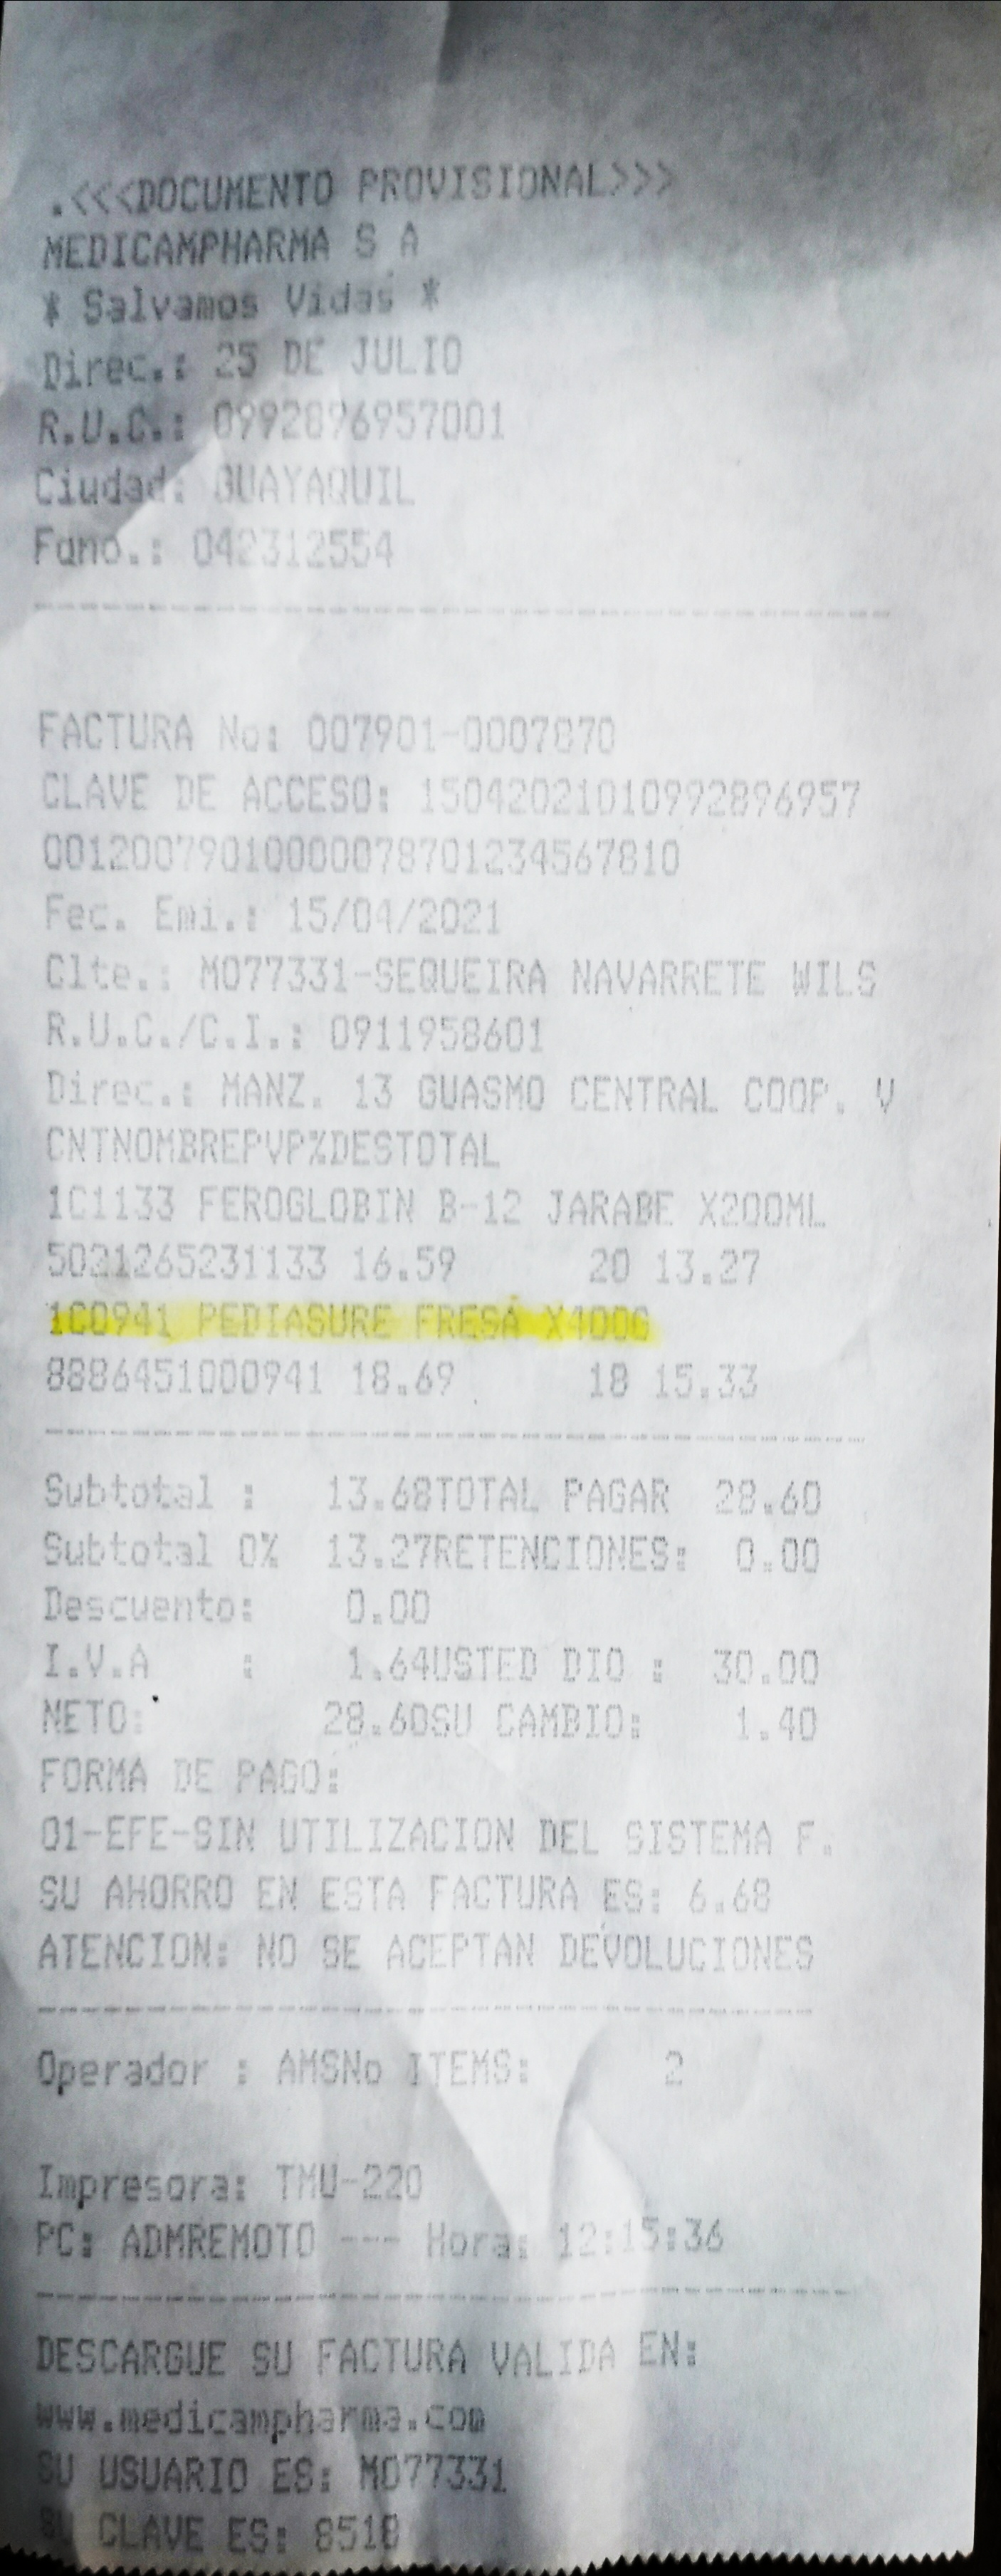 .<<<DOCUMENTO PROVISIONAL>>>
MEDICAMPHARMA S A
* Salvamos Vidas *
Direc.: 25 DE JULIO
R.U.C.: 0992896957001
Ciudad: GUAYAQUIL
Fono.: 042312554
FACTURA No: 007901-0007870
CLAVE DE ACCESO: 15042021010992896957
00120079010000078701234567810
Fec. Emi.: 15/04/2021
Clte.: M077331-SEQUEIRA NAVARRETE WILS
R.U.C./C.I.: 0911958601
Direc.: MANZ. 13 GUASMO CENTRAL COOP. V
CNTNOMBREPVP%DESTOTAL
1C1133 FEROGLOBIN B-12 JARABE X200ML
5021265231133 16.59 20 13.27
1C0941 PEDIASURE FRESA X400G
8886451000941 18.69 18 15.33
Subtotal : 13.68TOTAL PAGAR 28.60
Subtotal 0% 13.27RETENCIONES: 0.00
Descuento: 0.00
I.V.A : 1.64USTED DIO : 30.00
NETO: 28.60SU CAMBIO: 1.40
FORMA DE PAGO:
01-EFE-SIN UTILIZACION DEL SISTEMA F.
SU AHORRO EN ESTA FACTURA ES: 6.68
ATENCION: NO SE ACEPTAN DEVOLUCIONES
Operador : AMSNo ITEMS: 2
Impresora: TMU-220
PC: ADMREMOTO --- Hora: 12:15:36
DESCARGUE SU FACTURA VALIDA EN:
www.medicampharma.com
SU USUARIO ES: M077331
SU CLAVE ES: 8518